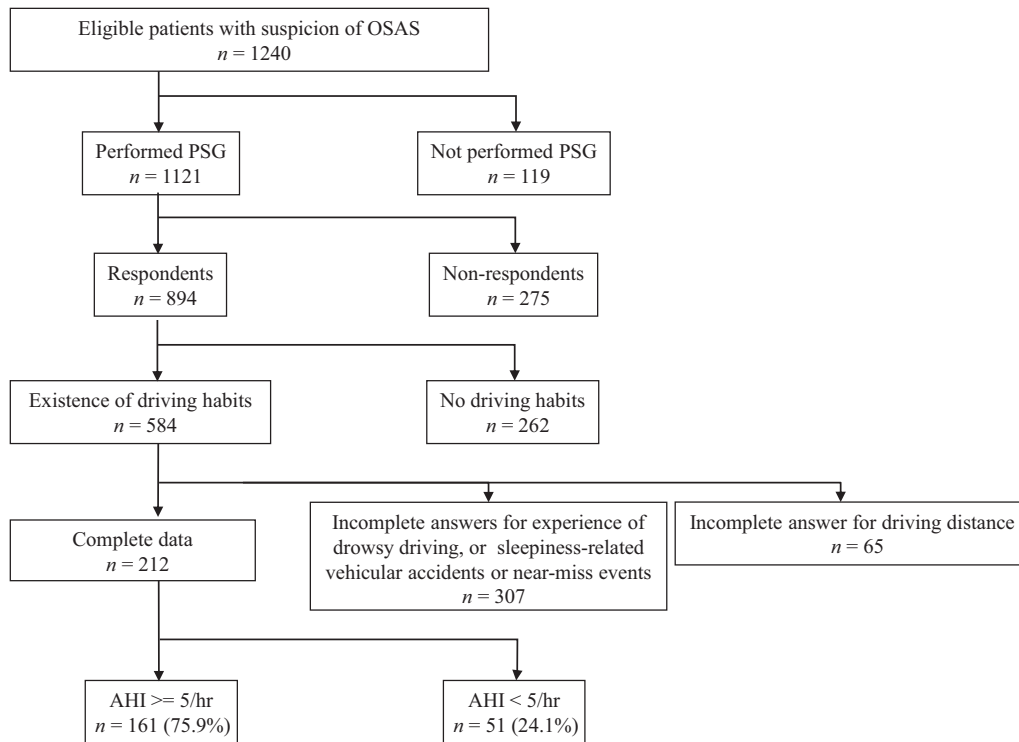 Eligible patients with suspicion of OSAS
n = 1240
Performed PSG
n = 1121
Not performed PSG
n = 119
Respondents
n = 894
Non-respondents
n = 275
Existence of driving habits
n = 584
No driving habits
n = 262
Complete data
n = 212
Incomplete answers for experience of
drowsy driving, or sleepiness-related
vehicular accidents or near-miss events
n = 307
Incomplete answer for driving distance
n = 65
AHI >= 5/hr
n = 161 (75.9%)
AHI < 5/hr
n = 51 (24.1%)